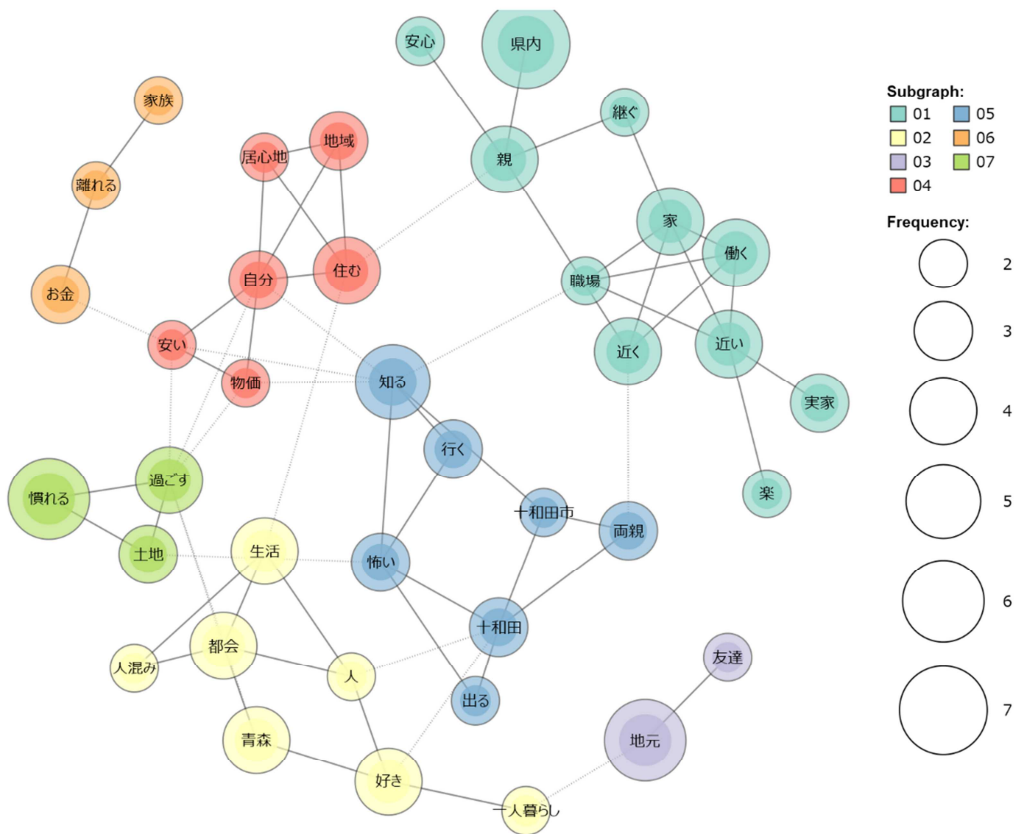 安心
県内
家族
継ぐ
地域
居心地
親
離れる
家
働く
自分
住む
職場
お金
安い
近く
近い
物価
知る
実家
行く
過ごす
慣れる
楽
十和田市
両親
土地
生活
怖い
都会
十和田
人混み
人
友達
出る
青森
地元
好き
一人暮らし
Subgraph:
01 05
02 06
03 07
04
Frequency:
2
3
4
5
6
7